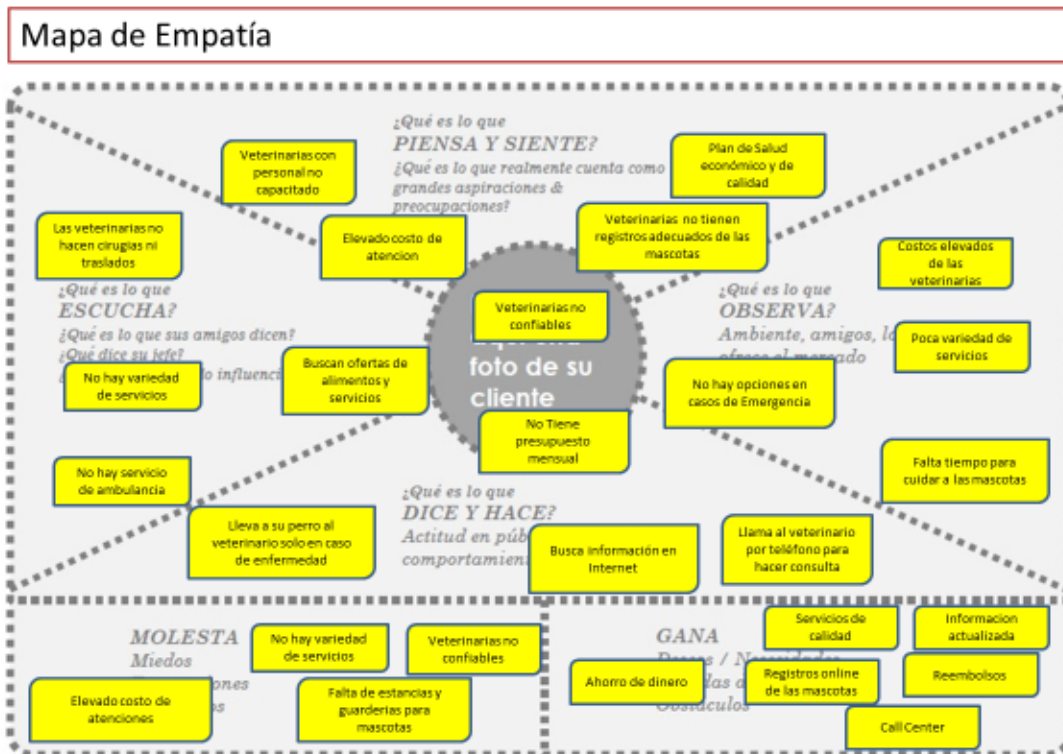 Mapa de Empatía
¿Qué es lo que
PIENSA Y SIENTE?
¿Qué es lo que realmente cuenta como
grandes aspiraciones &
preocupaciones?
Veterinarias con
personal no
capacitado
Plan de Salud
económico y de
calidad
Elevado costo de
atencion
Veterinarias no tienen
registros adecuados de las
mascotas
Veterinarias no
confiables
Las veterinarias no
hacen cirugias ni
traslados
¿Qué es lo que
ESCUCHA?
¿Qué es lo que sus amigos dicen?
¿Qué dice su jefe?
No hay variedad
de servicios
Buscan ofertas de
alimentos y
servicios
No hay servicio
de ambulancia
foto de su
cliente
Costos elevados
de las
veterinarias
¿Qué es lo que
OBSERVA?
Ambiente, amigos,
mercado
Poca variedad de
servicios
No hay opciones en
casos de Emergencia
Falta tiempo para
cuidar a las mascotas
No Tiene
presupuesto
mensual
¿Qué es lo que
DICE Y HACE?
Actitud en
Lleva a su perro al
veterinario solo en caso
de enfermedad
Busca información en
Internet
Llama al veterinario
por teléfono para
hacer consulta
MOLESTA
Miedos
No hay variedad
de servicios
Veterinarias no
confiables
Elevado costo de
atenciones
Falta de estancias y
guarderias para
mascotas
GANA
Servicios de
calidad
Informacion
actualizada
Ahorro de dinero
Registros online
de las mascotas
Reembolsos
Obstáculos
Call Center